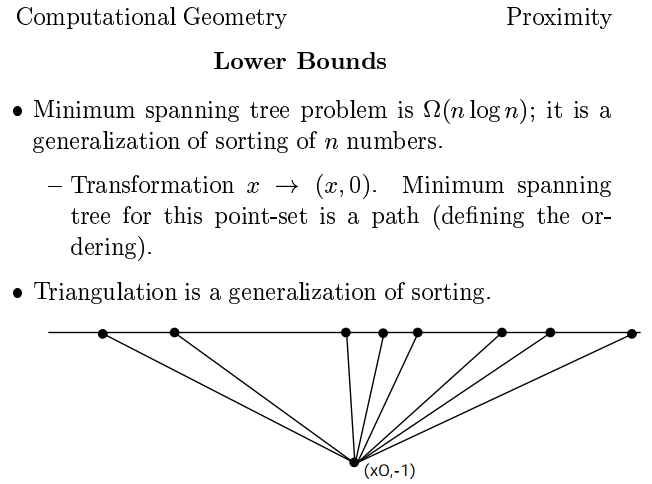 Computational Geometry Proximity
Lower Bounds
• Minimum spanning tree problem is Ω(n log n); it is a
generalization of sorting of n numbers.
– Transformation x → (x, 0). Minimum spanning
tree for this point-set is a path (defining the or-
dering).
• Triangulation is a generalization of sorting.
(x0,-1)